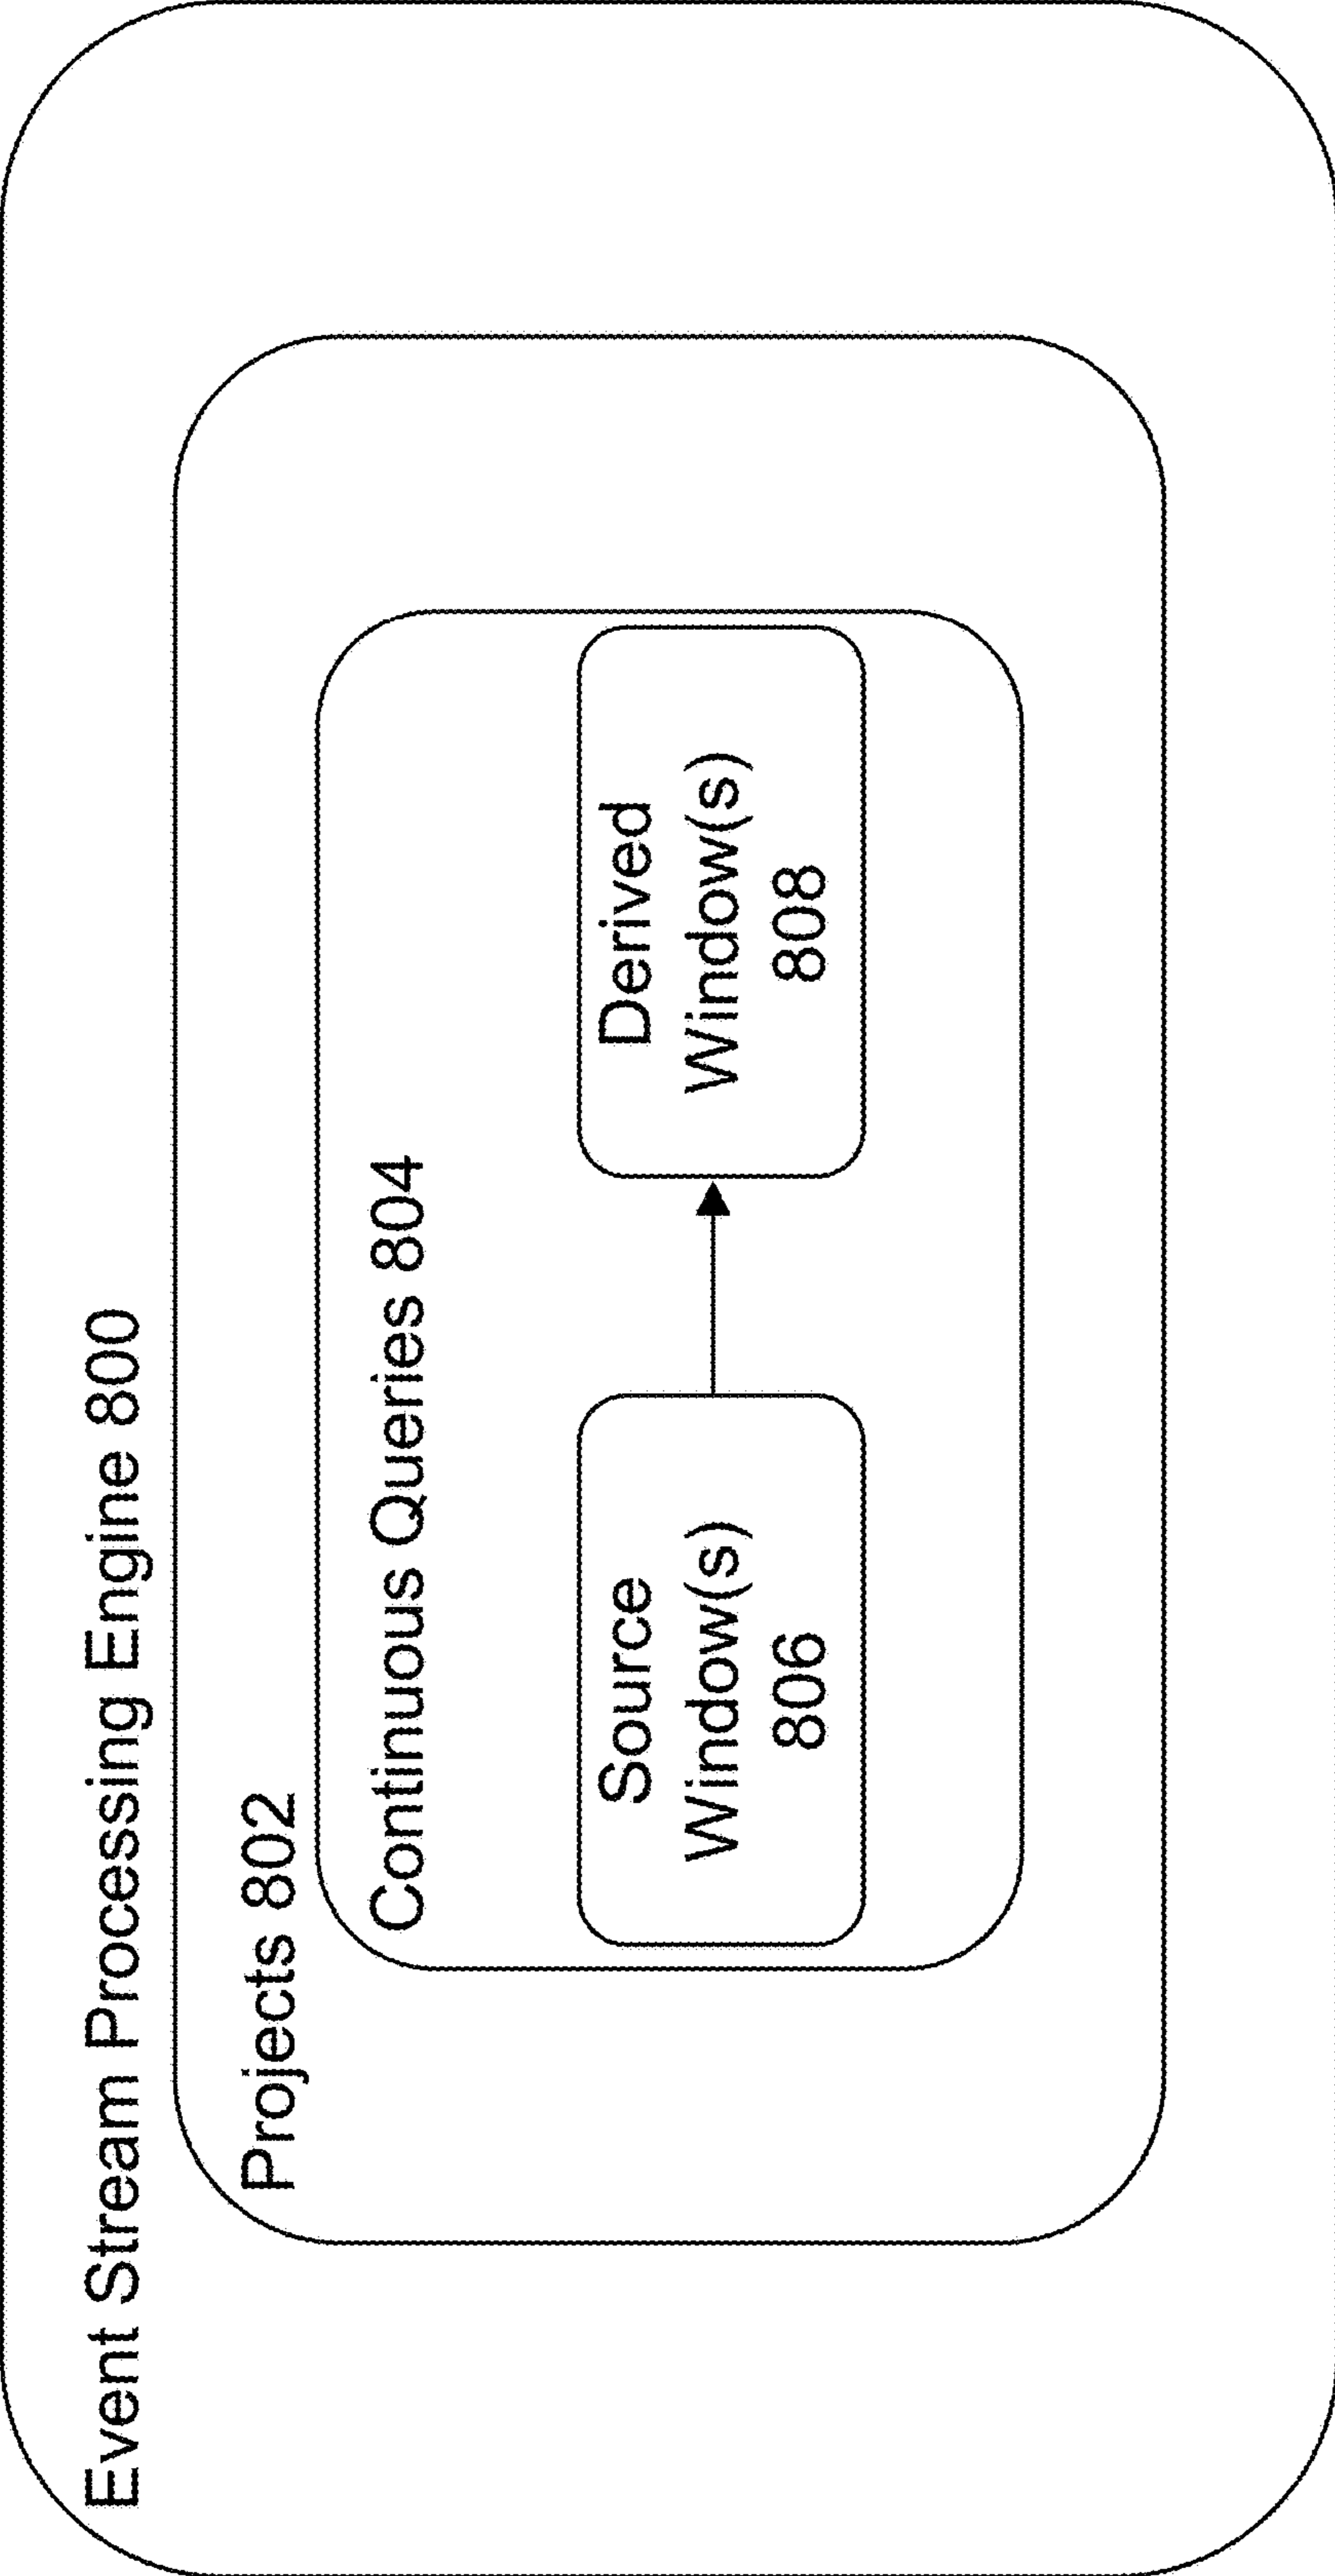 Event Stream Processing Engine 800
Projects 802
Continuous Queries 804
Source
Window(s)
806
Derived
Window(s)
808